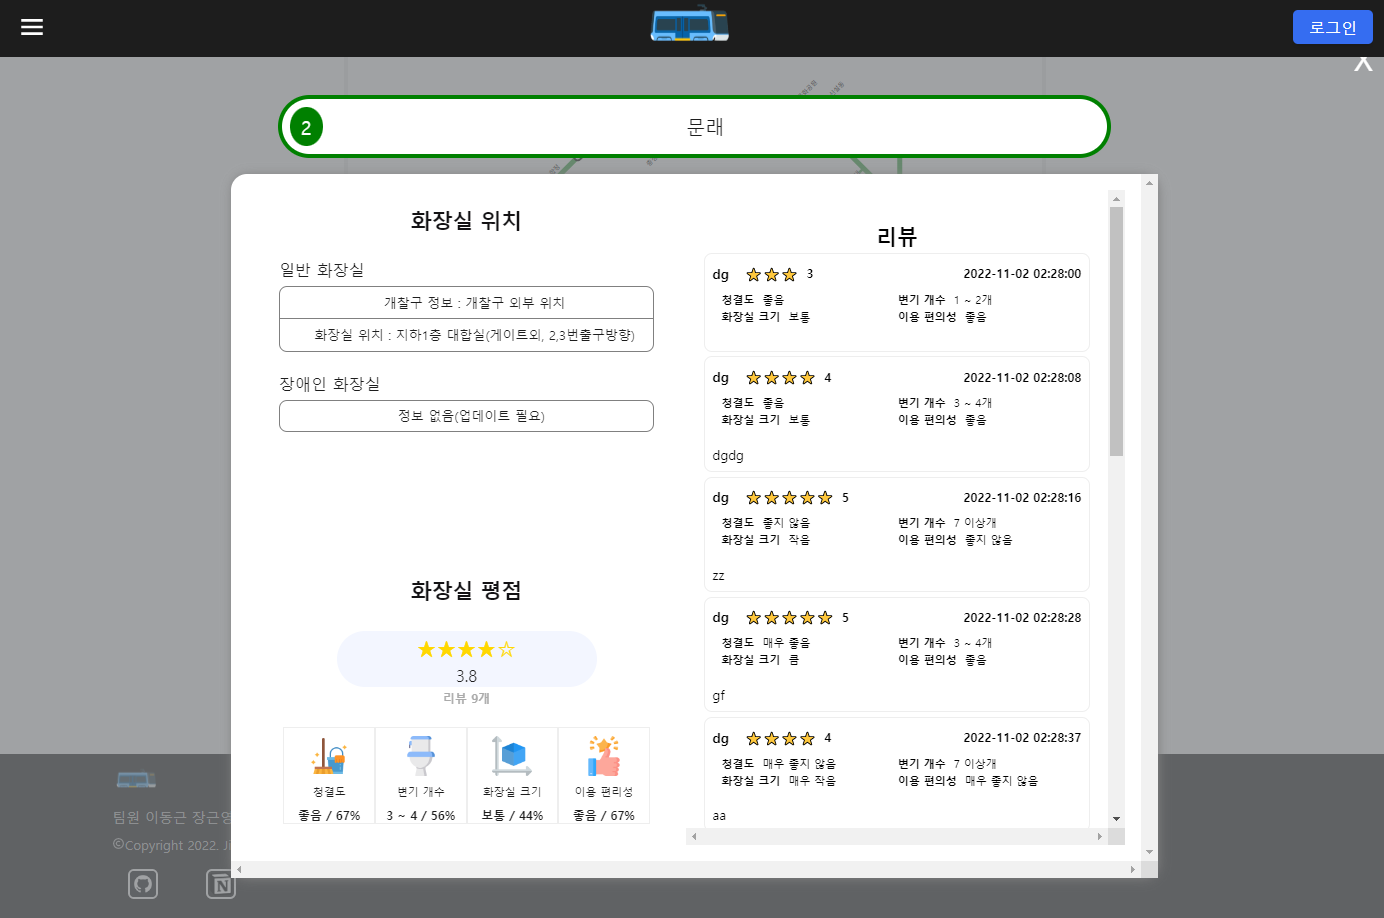 로그인
X
2 문래
화장실 위치
일반 화장실
개찰구 정보 : 개찰구 외부 위치
화장실 위치 : 지하1층 대합실(게이트외, 2,3번출구방향)
장애인 화장실
정보 없음(업데이트 필요)
화장실 평점
★★★★☆
3.8
리뷰 9개
청결도 변기 개수 화장실 크기 이용 편리성
좋음 / 67% 3 ~ 4 / 56% 보통 / 44% 좋음 / 67%
리뷰
dg 3 2022-11-02 02:28:00
청결도 좋음 변기 개수 1 ~ 2개
화장실 크기 보통 이용 편의성 좋음
dg 4 2022-11-02 02:28:08
청결도 좋음 변기 개수 3 ~ 4개
화장실 크기 보통 이용 편의성 좋음
dgdg
dg 5 2022-11-02 02:28:16
청결도 좋지 않음 변기 개수 7 이상개
화장실 크기 작음 이용 편의성 좋지 않음
zz
dg 5 2022-11-02 02:28:28
청결도 매우 좋음 변기 개수 3 ~ 4개
화장실 크기 큼 이용 편의성 좋음
gf
dg 4 2022-11-02 02:28:37
청결도 매우 좋지 않음 변기 개수 7 이상개
화장실 크기 매우 작음 이용 편의성 매우 좋지 않음
aa
팀원 이동근 장근영
©Copyright 2022. Ji